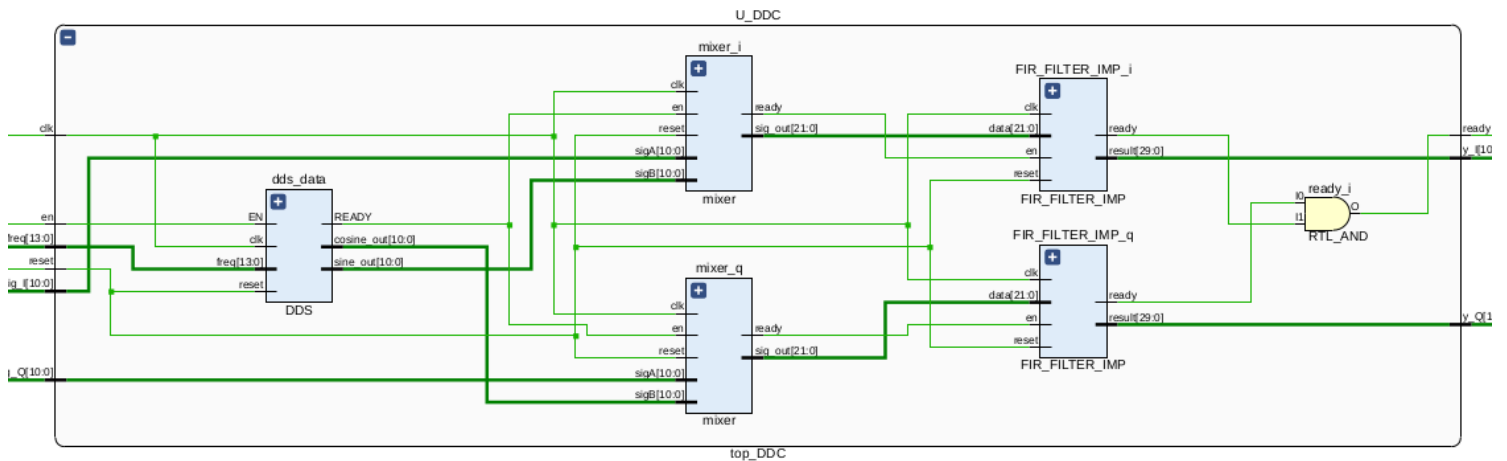 U_DDC
mixer_i
clk
en
reset
sigA[10:0]
sigB[10:0]
ready
sig_out[21:0]
mixer
FIR_FILTER_IMP_i
clk
data[21:0]
en
reset
ready
result[29:0]
FIR_FILTER_IMP
clk
en
freq[13:0]
reset
ig_I[10:0]
_Q[10:0]
dds_data
EN
clk
freq[13:0]
reset
READY
cosine_out[10:0]
sine_out[10:0]
DDS
mixer_q
clk
en
reset
sigA[10:0]
sigB[10:0]
ready
sig_out[21:0]
mixer
FIR_FILTER_IMP_q
clk
data[21:0]
en
reset
ready
result[29:0]
FIR_FILTER_IMP
ready_i
I0
I1
O
RTL_AND
ready
y_I[10
y_Q[1
top_DDC